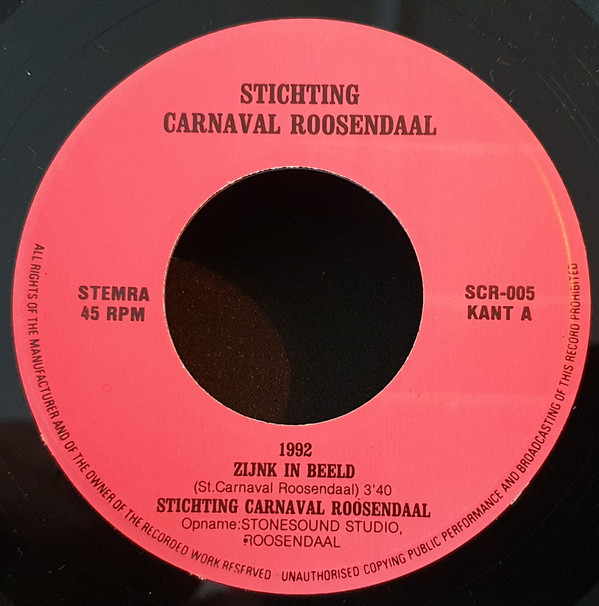 STICHTING
CARNAVAL ROOSENDAAL
STEMRA
45 RPM
SCR-005
KANT A
1992
ZIJNK IN BEELD
(St.Carnaval Roosendaal) 3'40
STICHTING CARNAVAL ROOSENDAAL
Opname:STONESOUND STUDIO,
ROOSENDAAL
ALL RIGHTS OF THE MANUFACTURER AND OF THE OWNER OF THE RECORDED WORK RESERVED · UNAUTHORISED COPYING PUBLIC PERFORMANCE AND BROADCASTING OF THIS RECORD PROHIBITED